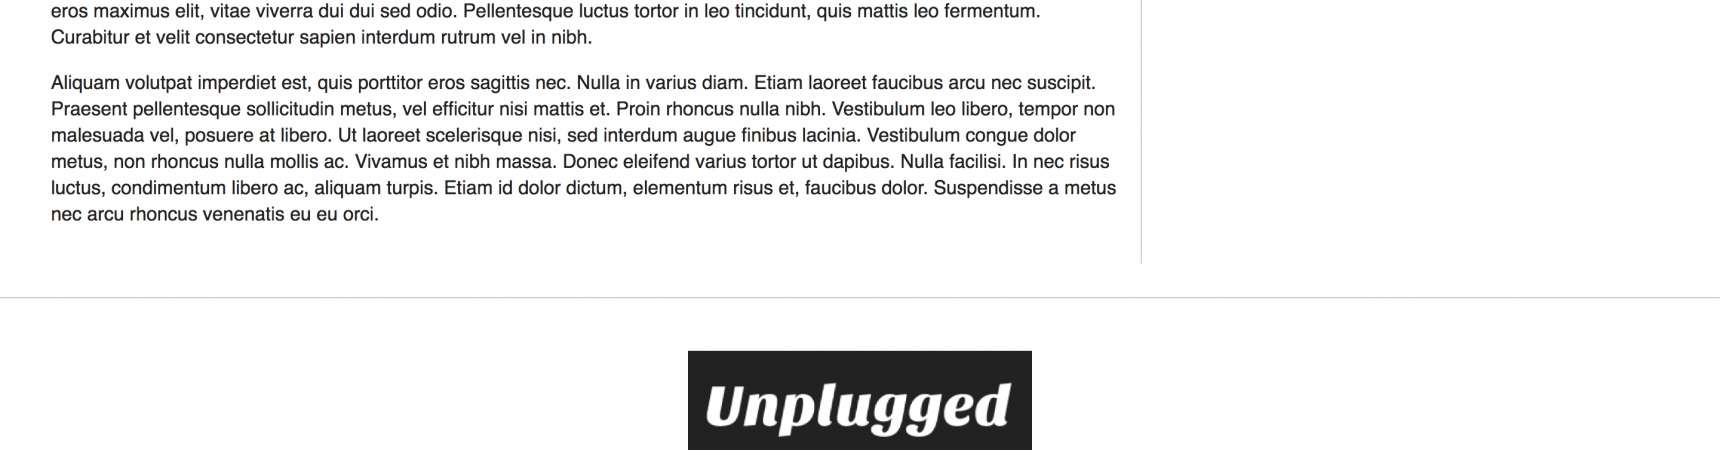 eros maximus elit, vitae viverra dui dui sed odio. Pellentesque luctus tortor in leo tincidunt, quis mattis leo fermentum.
Curabitur et velit consectetur sapien interdum rutrum vel in nibh.
Aliquam volutpat imperdiet est, quis porttitor eros sagittis nec. Nulla in varius diam. Etiam laoreet faucibus arcu nec suscipit.
Praesent pellentesque sollicitudin metus, vel efficitur nisi mattis et. Proin rhoncus nulla nibh. Vestibulum leo libero, tempor non
malesuada vel, posuere at libero. Ut laoreet scelerisque nisi, sed interdum augue finibus lacinia. Vestibulum congue dolor
metus, non rhoncus nulla mollis ac. Vivamus et nibh massa. Donec eleifend varius tortor ut dapibus. Nulla facilisi. In nec risus
luctus, condimentum libero ac, aliquam turpis. Etiam id dolor dictum, elementum risus et, faucibus dolor. Suspendisse a metus
nec arcu rhoncus venenatis eu eu orci.
Unplugged